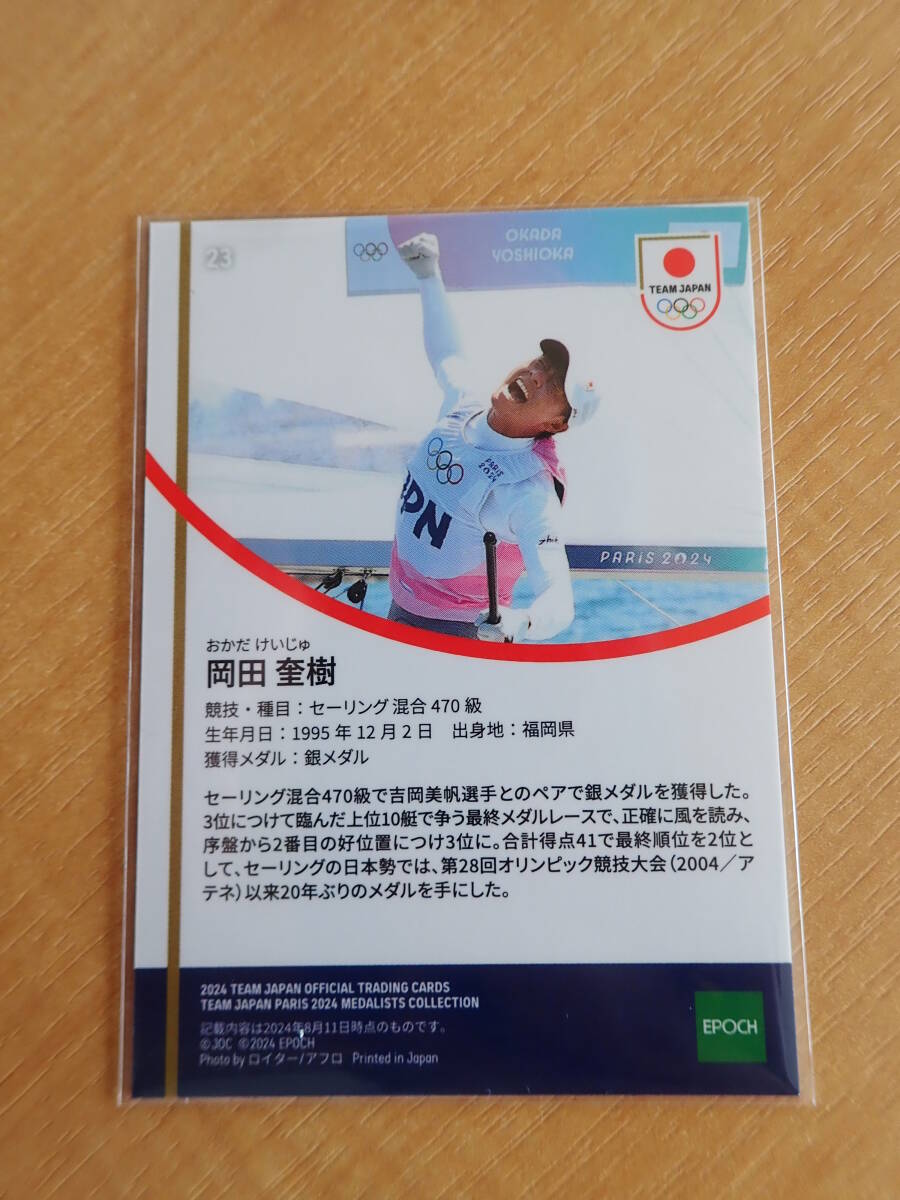 23
OKADA
YOSHIOKA
TEAM JAPAN
PARIS
2024
JPN
PARIS 2024
おかだ けいじゅ
岡田 奎樹
競技・種目：セーリング 混合 470 級
生年月日：1995 年 12 月 2 日　出身地：福岡県
獲得メダル：銀メダル
セーリング混合470級で吉岡美帆選手とのペアで銀メダルを獲得した。
3位につけて臨んだ上位10艇で争う最終メダルレースで、正確に風を読み、
序盤から2番目の好位置につけ3位に。合計得点41で最終順位を2位と
して、セーリングの日本勢では、第28回オリンピック競技大会（2004／ア
テネ）以来20年ぶりのメダルを手にした。
2024 TEAM JAPAN OFFICIAL TRADING CARDS
TEAM JAPAN PARIS 2024 MEDALISTS COLLECTION
記載内容は2024年8月11日時点のものです。
©JOC ©2024 EPOCH
Photo by ロイター/アフロ Printed in Japan
EPOCH